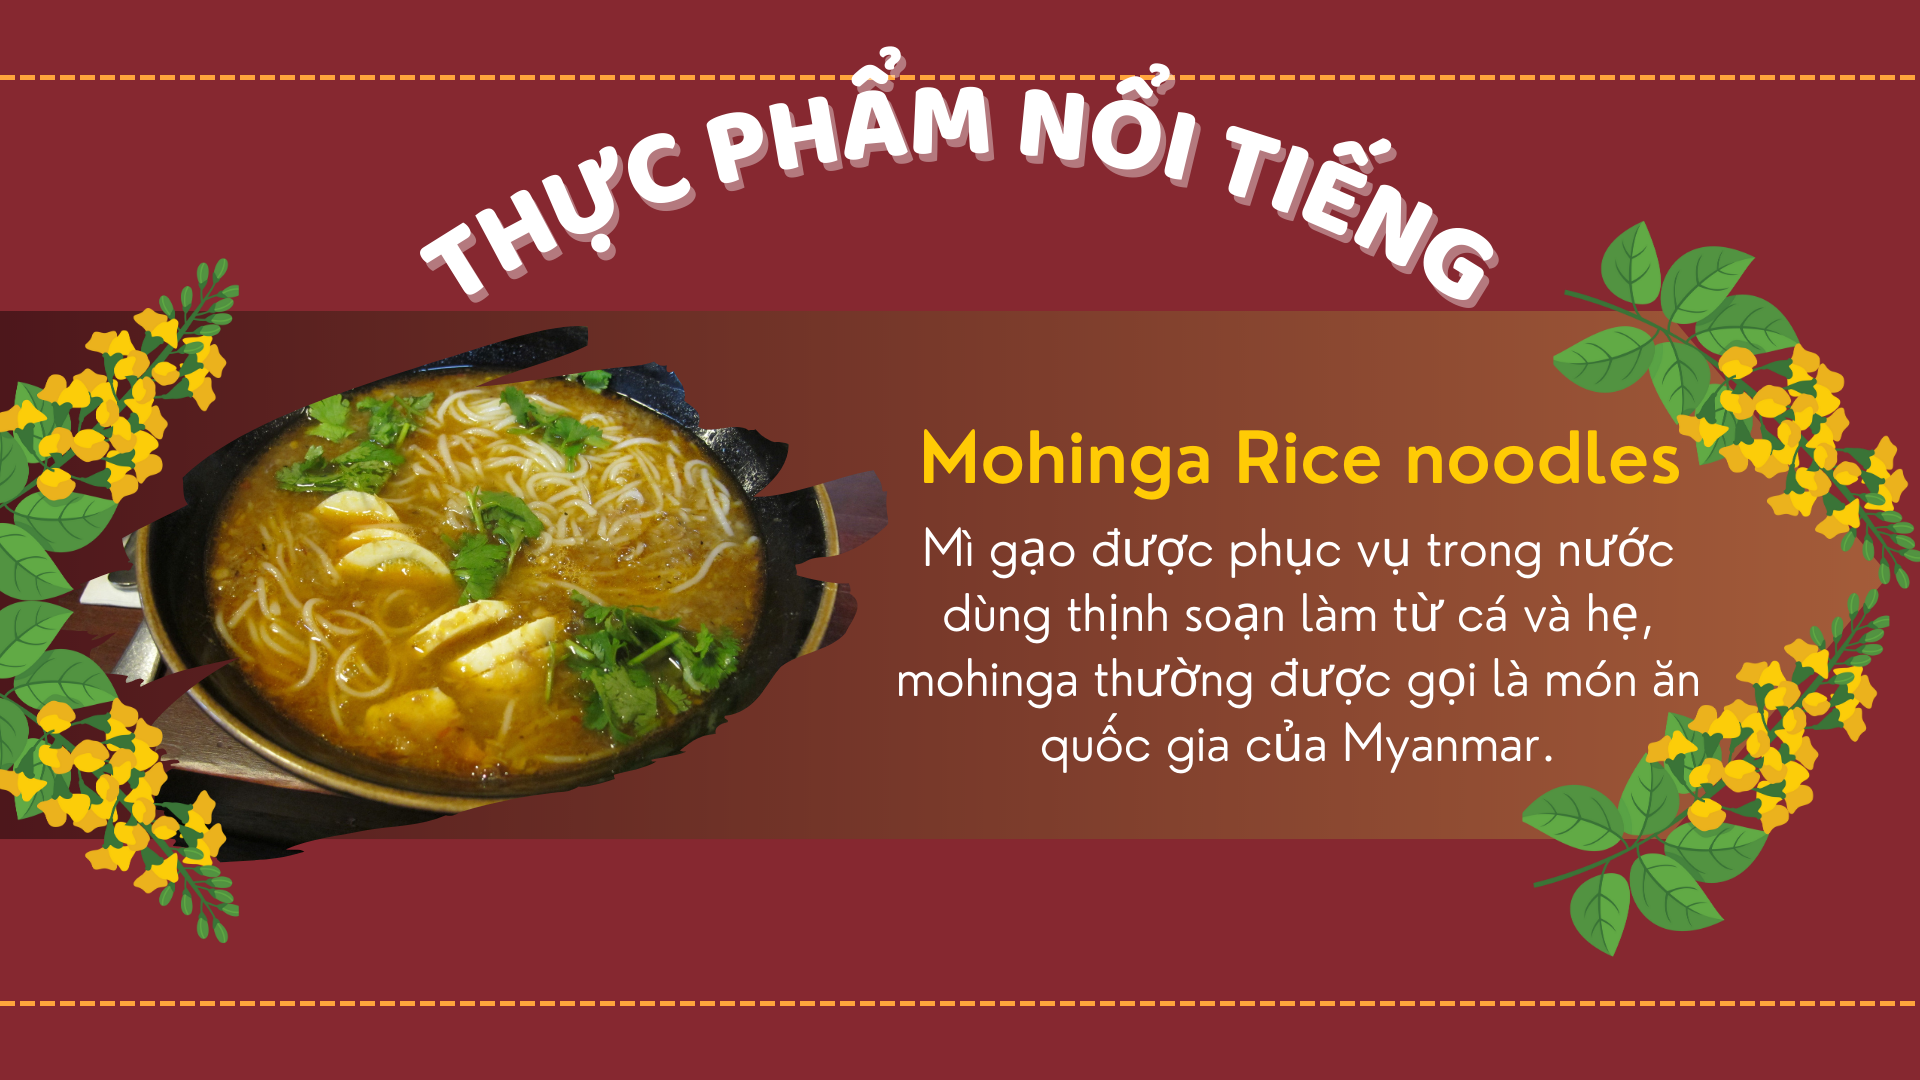 THỰC PHẨM NỔI TIẾNG
Mohinga Rice noodles
Mì gạo được phục vụ trong nước
dùng thịnh soạn làm từ cá và hẹ,
mohinga thường được gọi là món ăn
quốc gia của Myanmar.